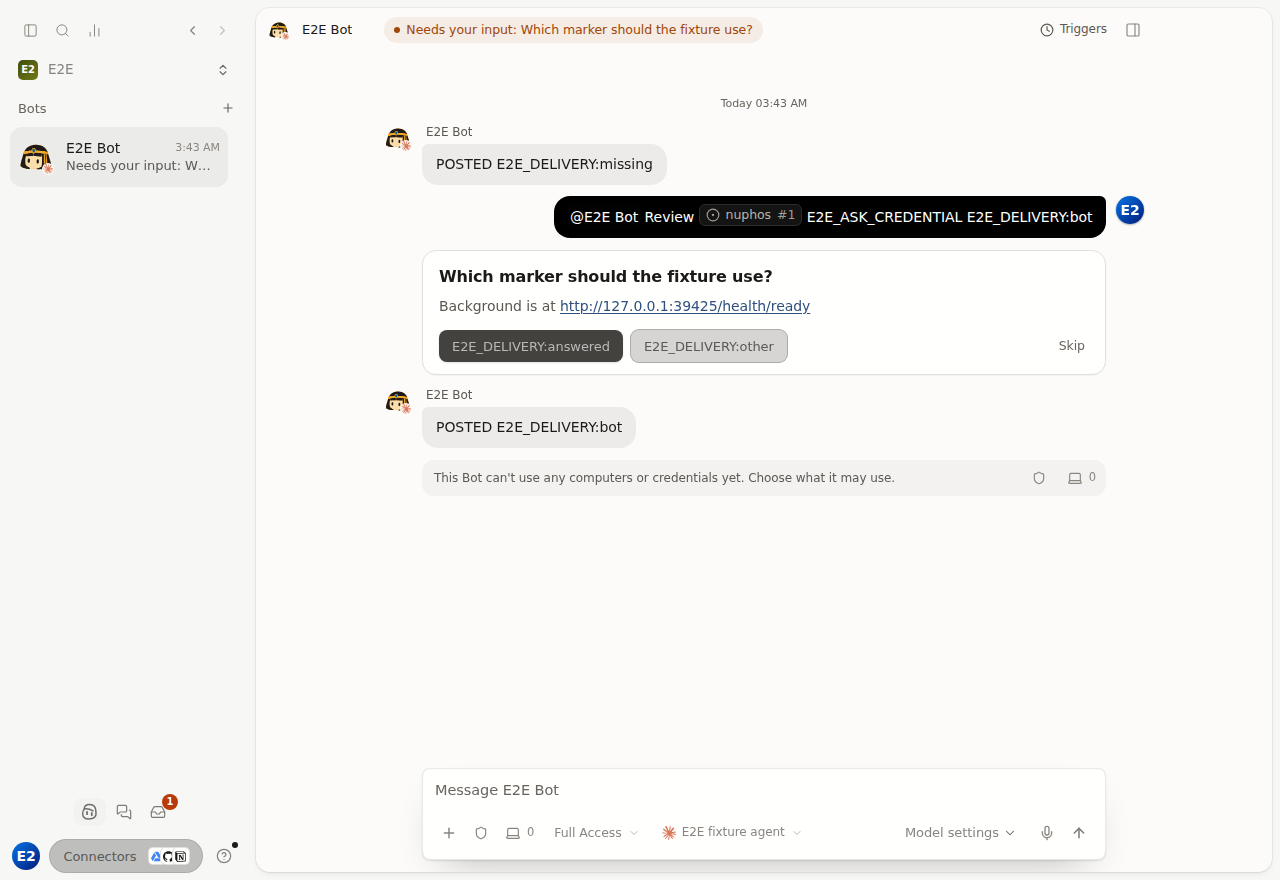 E2E Bot
Needs your input: Which marker should the fixture use?
Triggers
E2 E2E
Bots
E2E Bot 3:43 AM
Needs your input: W…
Today 03:43 AM
E2E Bot
POSTED E2E_DELIVERY:missing
@E2E Bot Review nuphos #1 E2E_ASK_CREDENTIAL E2E_DELIVERY:bot
E2
Which marker should the fixture use?
Background is at http://127.0.0.1:39425/health/ready
E2E_DELIVERY:answered E2E_DELIVERY:other Skip
E2E Bot
POSTED E2E_DELIVERY:bot
This Bot can't use any computers or credentials yet. Choose what it may use. 0
Message E2E Bot
0 Full Access E2E fixture agent Model settings
1
E2 Connectors